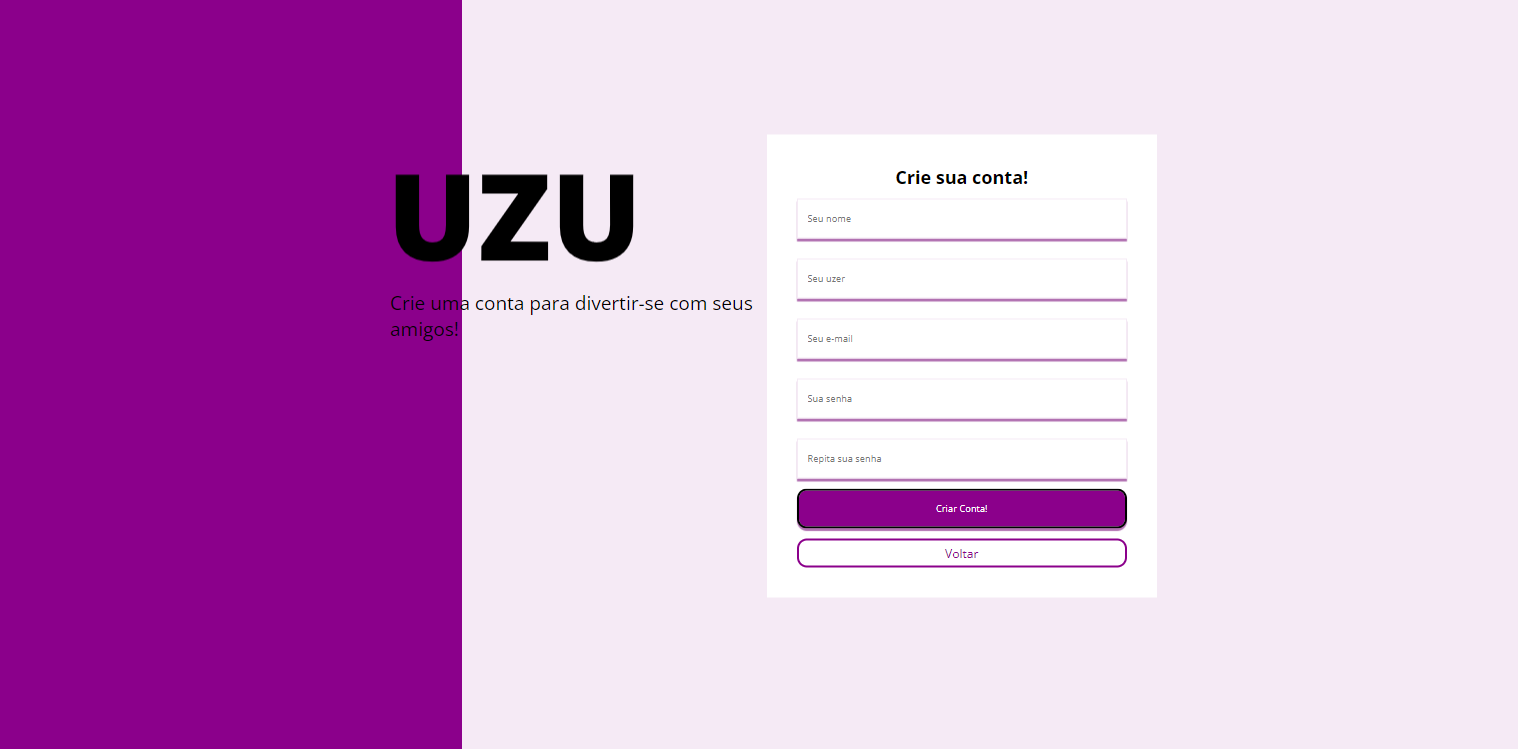 UZU
Crie uma conta para divertir-se com seus
amigos!
Crie sua conta!
Seu nome
Seu uzer
Seu e-mail
Sua senha
Repita sua senha
Criar Conta!
Voltar